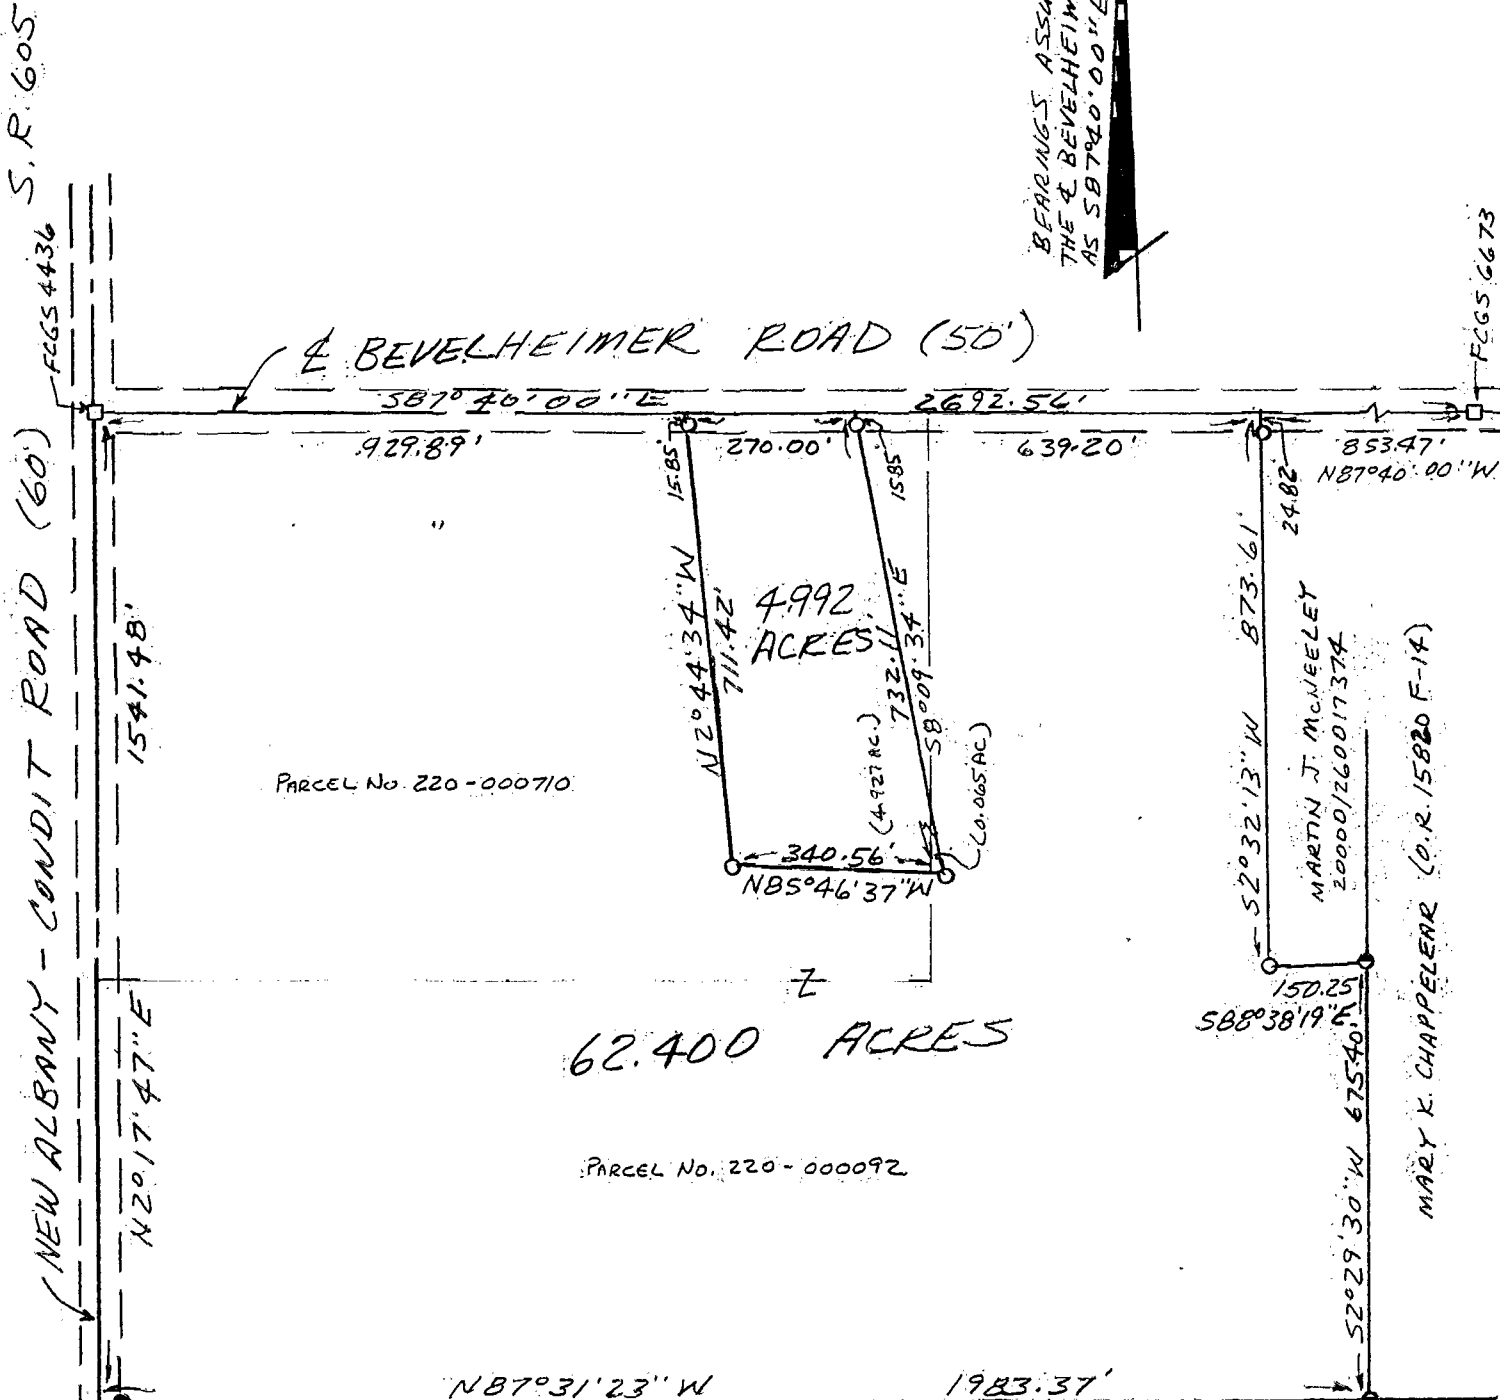 S.R. 605
BEARINGS ASSU
THE ℄ BEVELHEIM
AS S87°40'00"E
FCGS 4436
FCGS 6673
℄ BEVELHEIMER ROAD (50')
S87°40'00"E 2692.56'
929.89' 270.00' 639.20' 853.47'
N87°40'00"W
15.85' 15.85 24.82'
NEW ALBANY - CONDIT ROAD (60')
1541.48'
N2°17'47"E
N2°44'34"W
711.42'
4.992
ACRES
732.11'
S8°09'34"E
(4.927 AC.)
(0.065 AC)
873.61'
S2°32'13"W
MARTIN J. McNEELEY
200001260017374
MARY K. CHAPPELEAR (O.R. 15820 F-14)
PARCEL No. 220-000710
340.56'
N85°46'37"W
150.25
S88°38'19"E
Z
62.400 ACRES
PARCEL No. 220-000092
S2°29'30"W 675.40'
N87°31'23"W 1983.37'